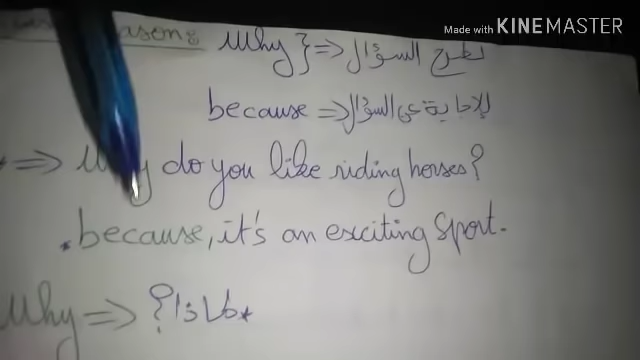 Made with KINEMASTER
Why } => لطرح السؤال
because => للإجابة عن السؤال
=> Why do you like riding horses?
. because, it's an exciting sport.
Why => لماذا؟